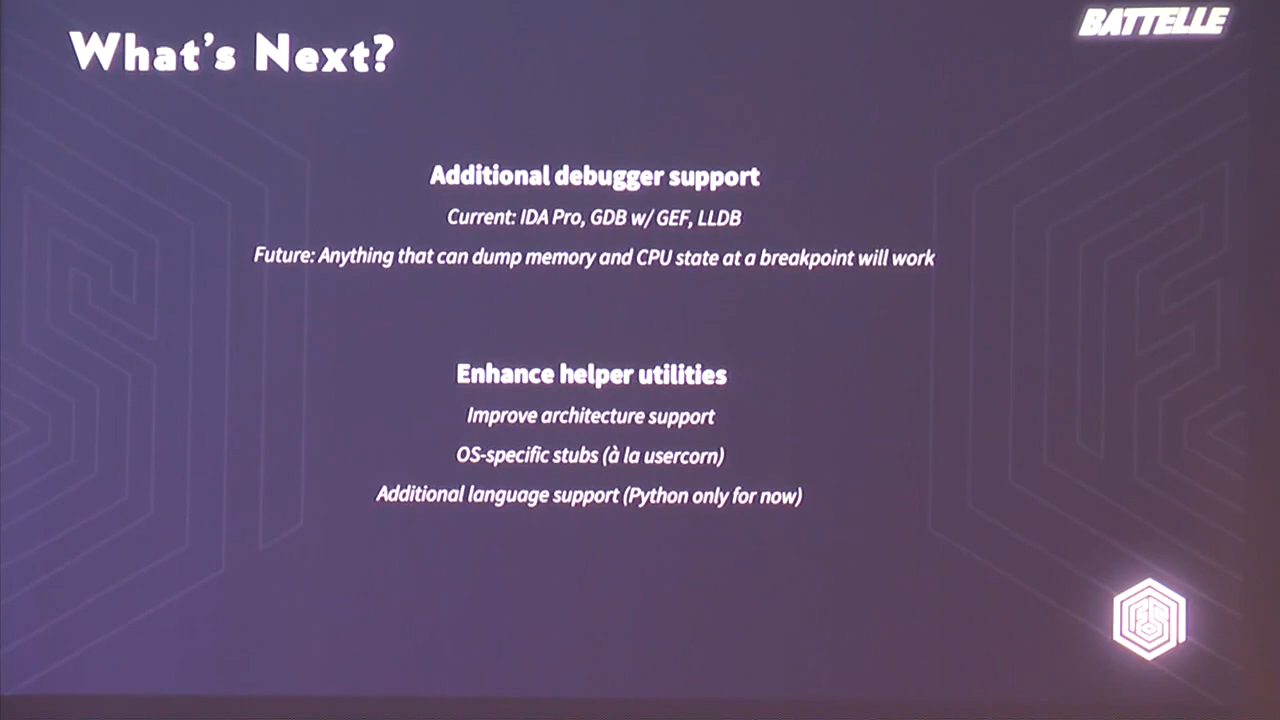 What's Next?
BATTELLE
Additional debugger support
Current: IDA Pro, GDB w/ GEF, LLDB
Future: Anything that can dump memory and CPU state at a breakpoint will work
Enhance helper utilities
Improve architecture support
OS-specific stubs (à la usercorn)
Additional language support (Python only for now)